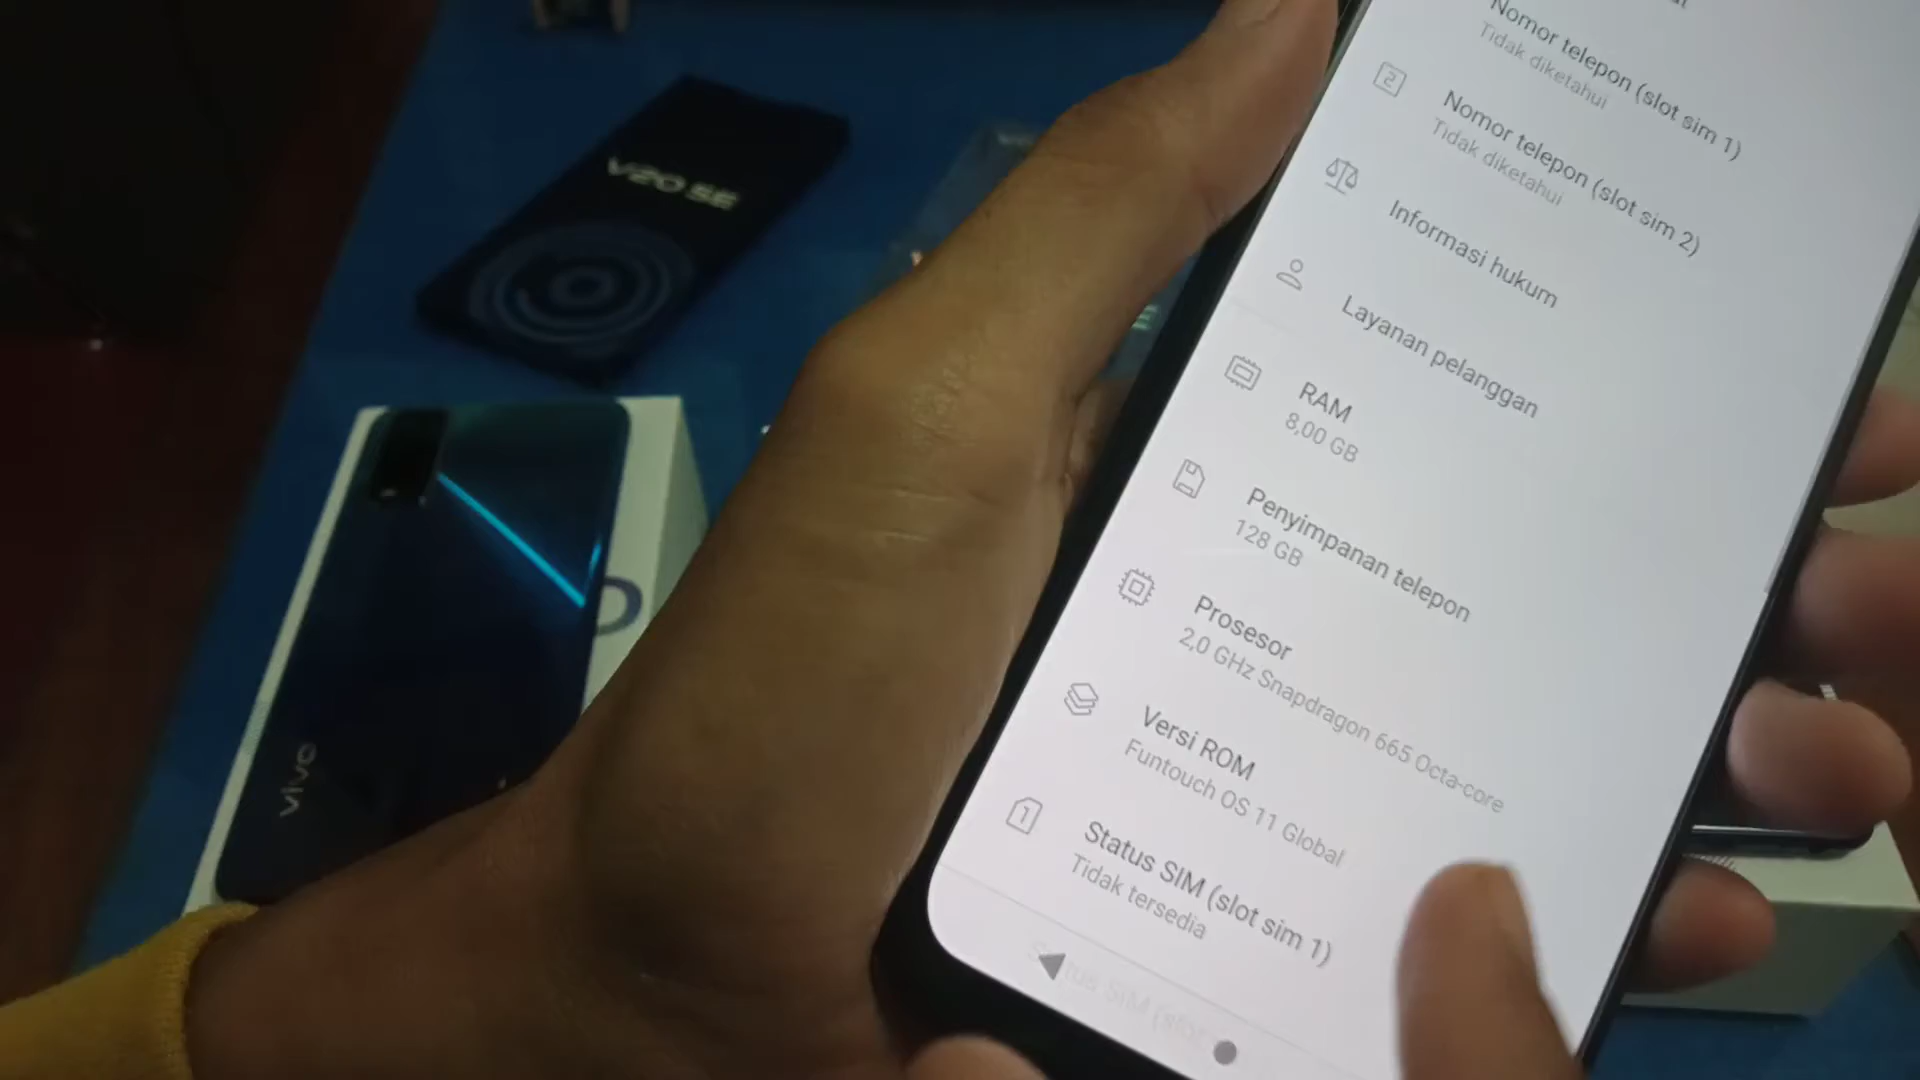 Nomor telepon (slot sim 1)
Tidak diketahui
2
Nomor telepon (slot sim 2)
Tidak diketahui
Informasi hukum
Layanan pelanggan
RAM
8,00 GB
Penyimpanan telepon
128 GB
Prosesor
2,0 GHz Snapdragon 665 Octa-core
Versi ROM
Funtouch OS 11 Global
1
Status SIM (slot sim 1)
Tidak tersedia
V20 SE
vivo